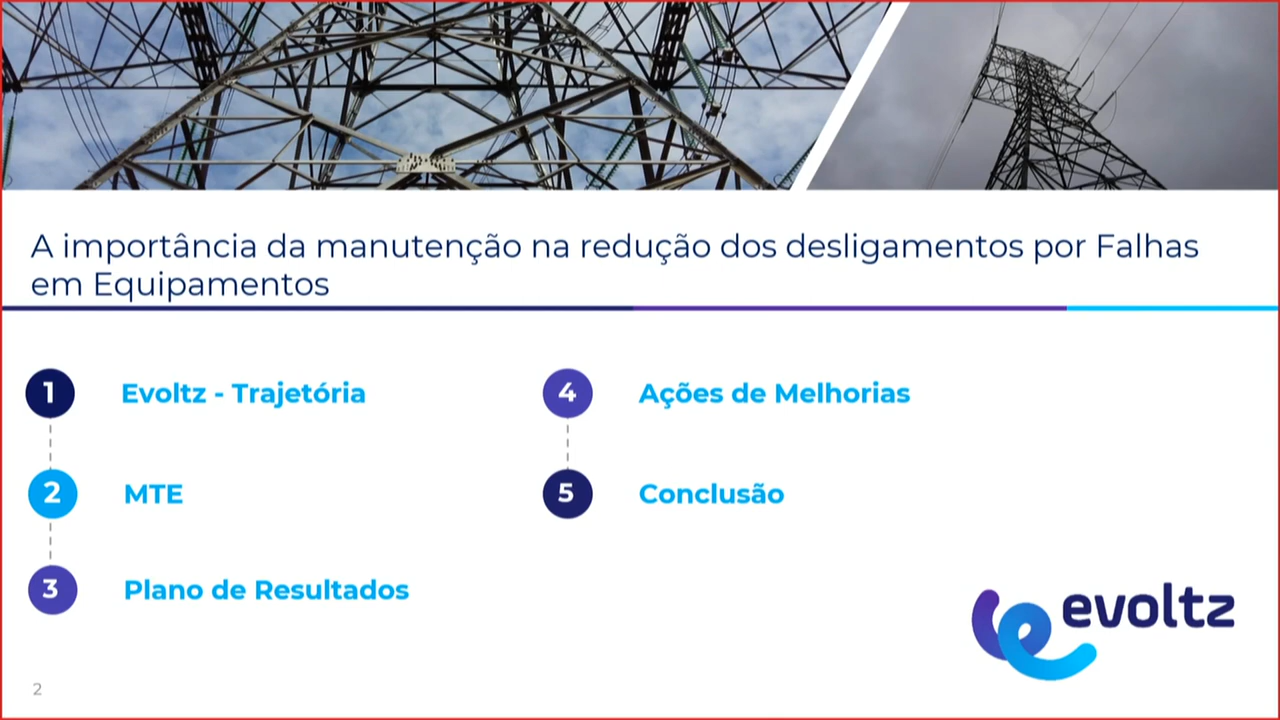 A importância da manutenção na redução dos desligamentos por Falhas
em Equipamentos
1 Evoltz - Trajetória
2 MTE
3 Plano de Resultados
4 Ações de Melhorias
5 Conclusão
evoltz
2